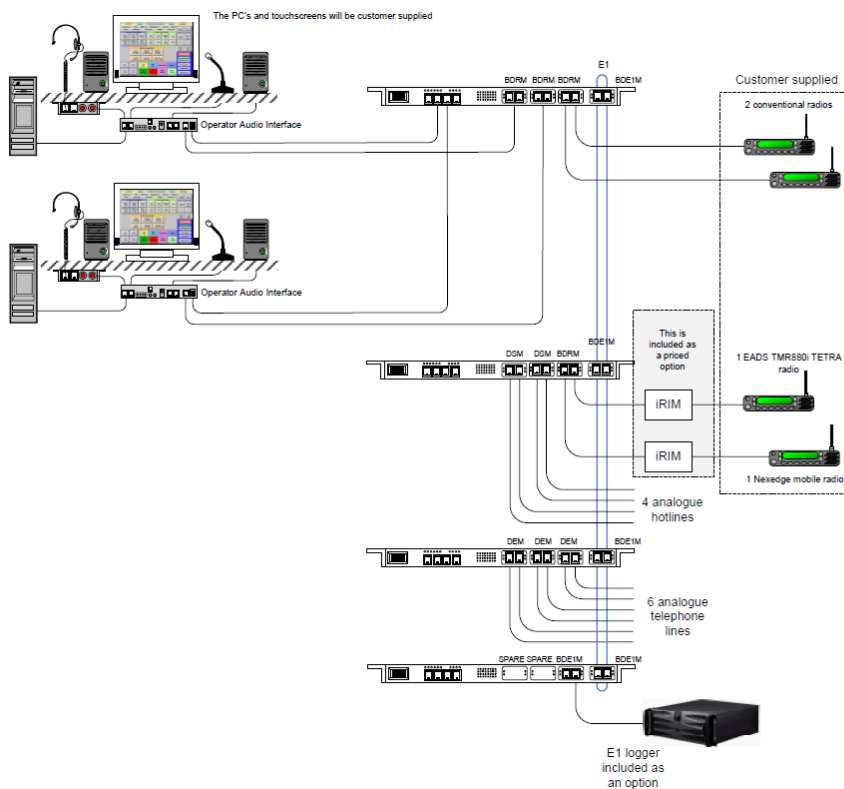 The PC's and touchscreens will be customer supplied
E1
BDRM BDRM BDRM
BDE1M
Customer supplied
2 conventional radios
Operator Audio Interface
Operator Audio Interface
This is
included as
a priced
option
DSM DSM BDRM
BDE1M
1 EADS TMR880i TETRA
radio
iRIM
iRIM
1 Nexedge mobile radio
4 analogue
hotlines
DEM DEM DEM
BDE1M
6 analogue
telephone
lines
SPARE SPARE BDE1M
BDE1M
E1 logger
included as
an option